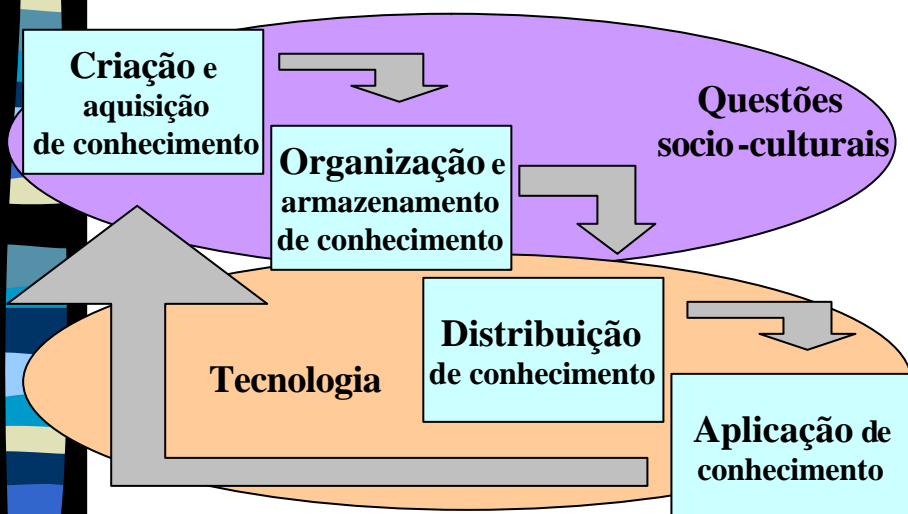 Criação e
aquisição
de conhecimento
Questões
socio-culturais
Organização e
armazenamento
de conhecimento
Distribuição
de conhecimento
Tecnologia
Aplicação de
conhecimento